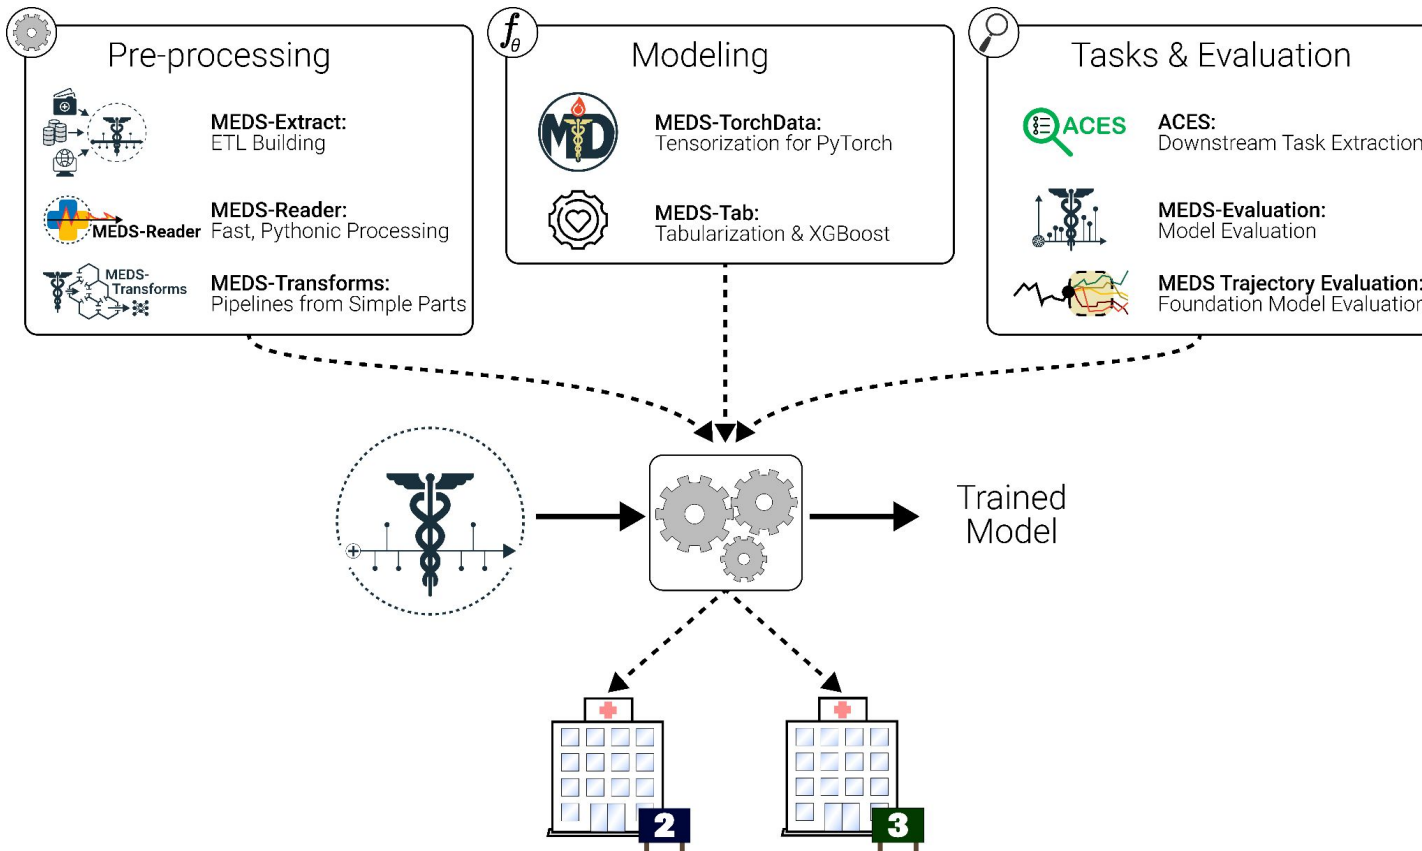 Pre-processing
MEDS-Extract:
ETL Building
MEDS-Reader
MEDS-Reader:
Fast, Pythonic Processing
MEDS-
Transforms
MEDS-Transforms:
Pipelines from Simple Parts
fθ
Modeling
MD
MEDS-TorchData:
Tensorization for PyTorch
MEDS-Tab:
Tabularization & XGBoost
Tasks & Evaluation
ACES
ACES:
Downstream Task Extraction
MEDS-Evaluation:
Model Evaluation
MEDS Trajectory Evaluation:
Foundation Model Evaluation
Trained
Model
2
3